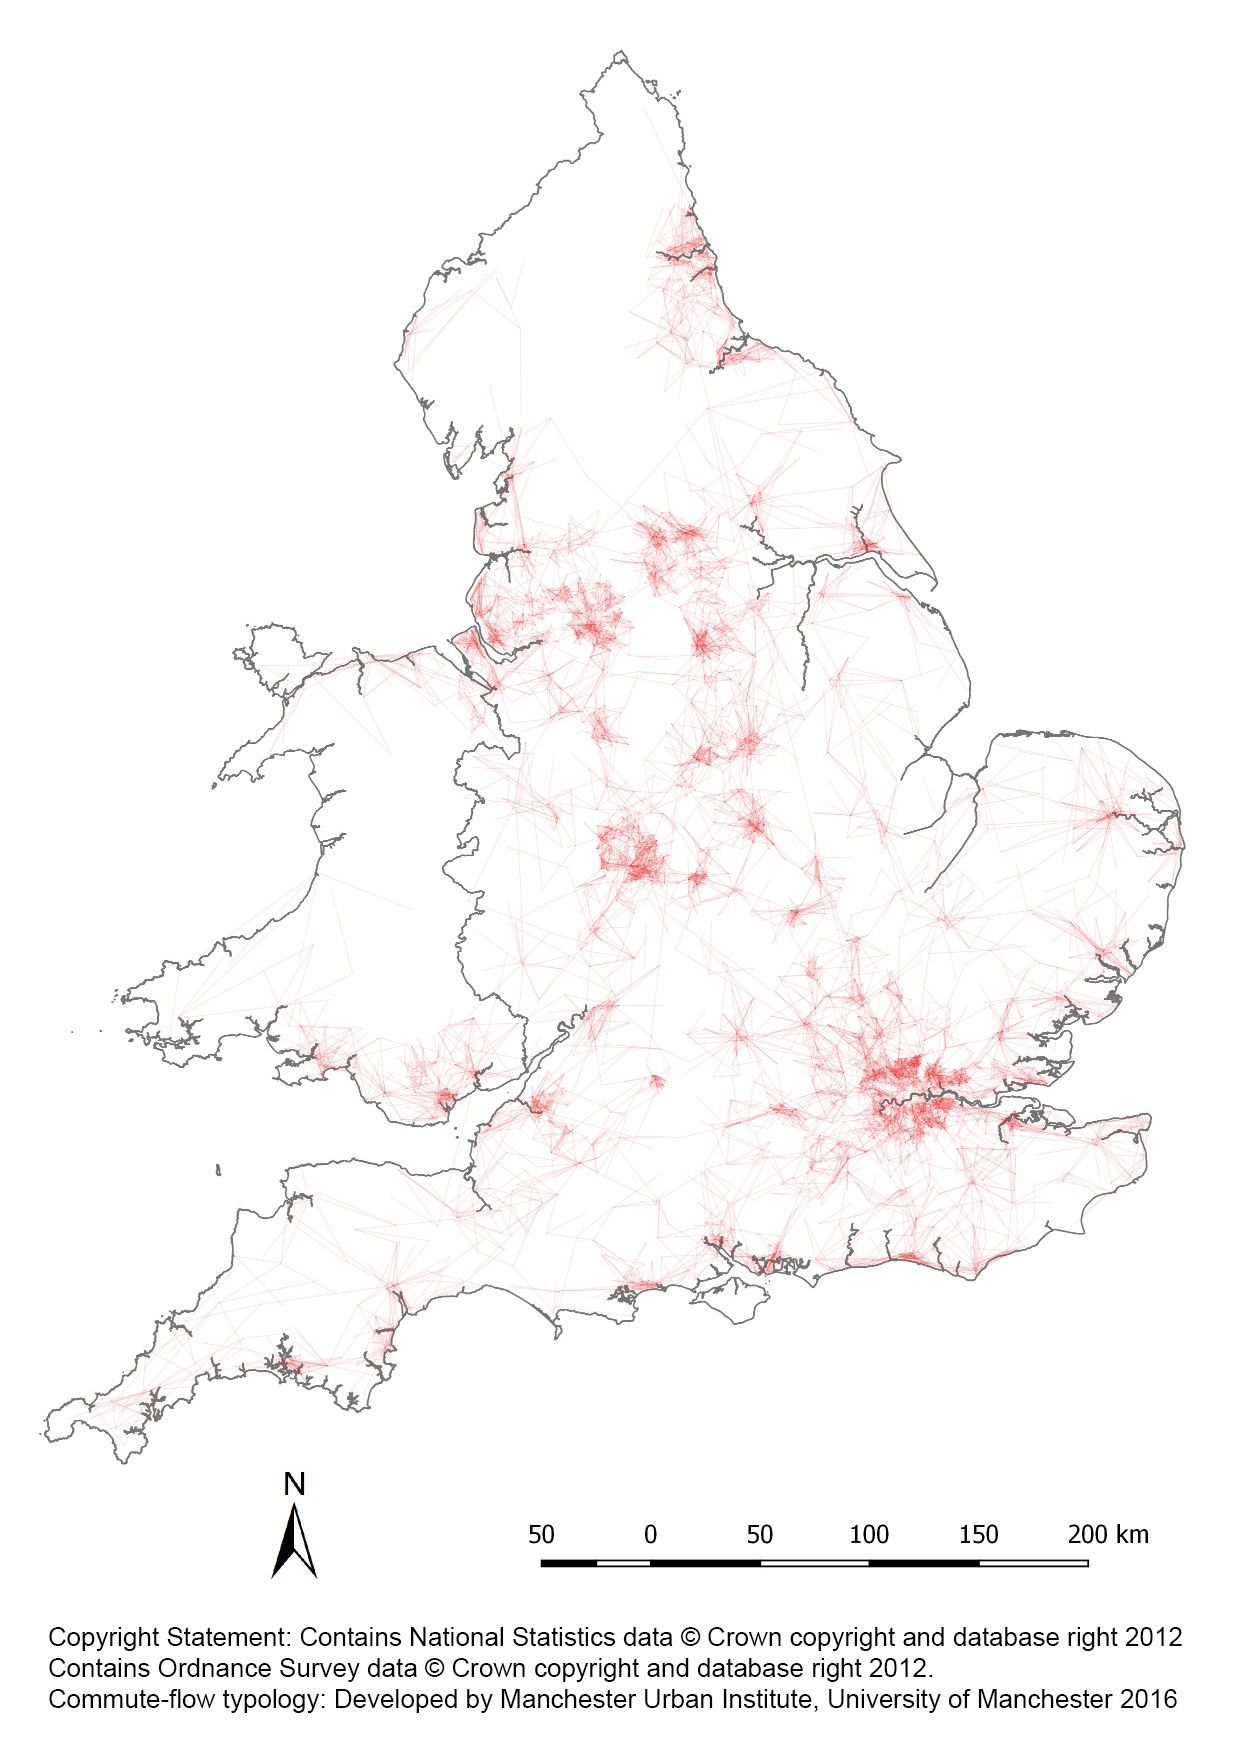 N
50 0 50 100 150 200 km
Copyright Statement: Contains National Statistics data © Crown copyright and database right 2012
Contains Ordnance Survey data © Crown copyright and database right 2012.
Commute-flow typology: Developed by Manchester Urban Institute, University of Manchester 2016